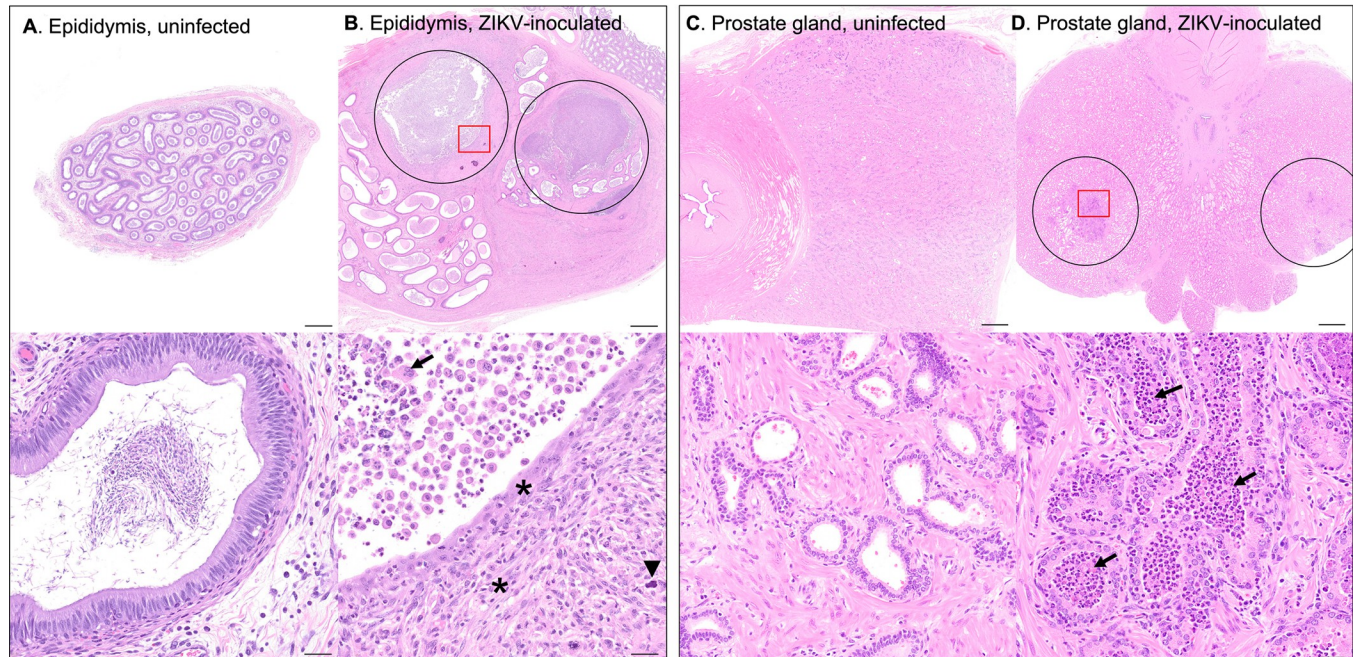 A. Epididymis, uninfected
B. Epididymis, ZIKV-inoculated
C. Prostate gland, uninfected
D. Prostate gland, ZIKV-inoculated
*
*